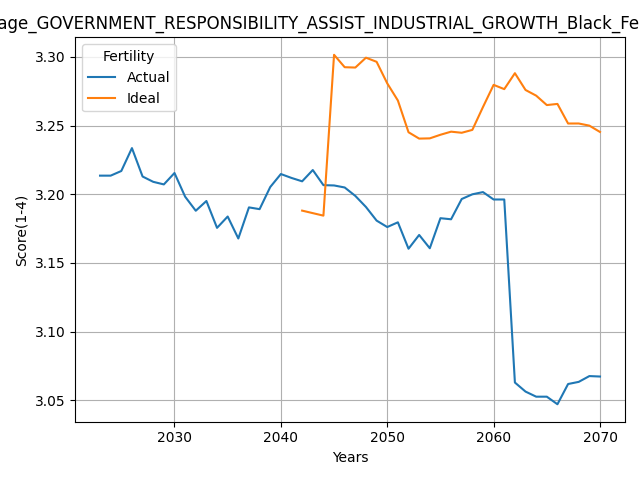 age_GOVERNMENT_RESPONSIBILITY_ASSIST_INDUSTRIAL_GROWTH_Black_Fe
Fertility
Actual
Ideal
3.30
3.25
3.20
3.15
3.10
3.05
Score(1-4)
2030 2040 2050 2060 2070
Years